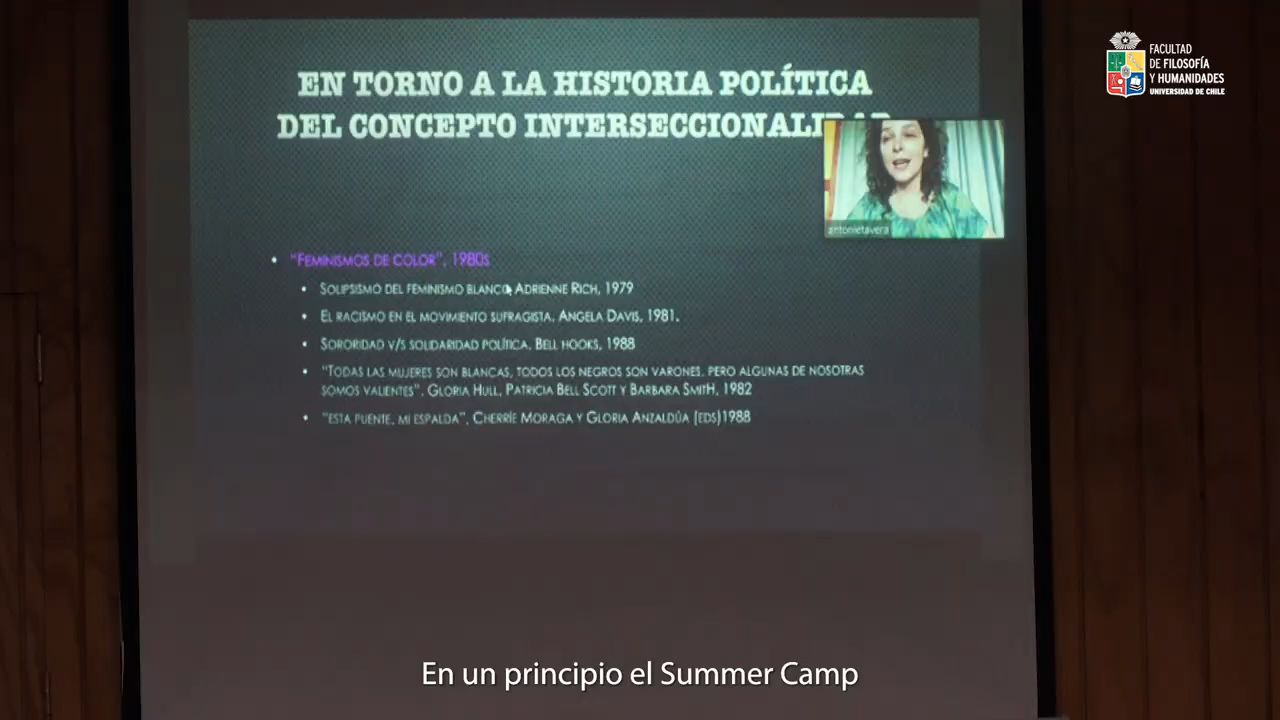 EN TORNO A LA HISTORIA POLÍTICA
DEL CONCEPTO INTERSECCIONALIDAD
FACULTAD
DE FILOSOFÍA
Y HUMANIDADES
UNIVERSIDAD DE CHILE
antonietavera
• "FEMINISMOS DE COLOR", 1980S
• SOLIPSISMO DEL FEMINISMO BLANCO, ADRIENNE RICH, 1979
• EL RACISMO EN EL MOVIMIENTO SUFRAGISTA. ANGELA DAVIS, 1981.
• SORORIDAD V/S SOLIDARIDAD POLÍTICA. BELL HOOKS, 1988
• "TODAS LAS MUJERES SON BLANCAS, TODOS LOS NEGROS SON VARONES, PERO ALGUNAS DE NOSOTRAS
SOMOS VALIENTES", GLORIA HULL, PATRICIA BELL SCOTT Y BARBARA SMITH, 1982
• "ESTA PUENTE, MI ESPALDA", CHERRÍE MORAGA Y GLORIA ANZALDÚA (EDS)1988
En un principio el Summer Camp